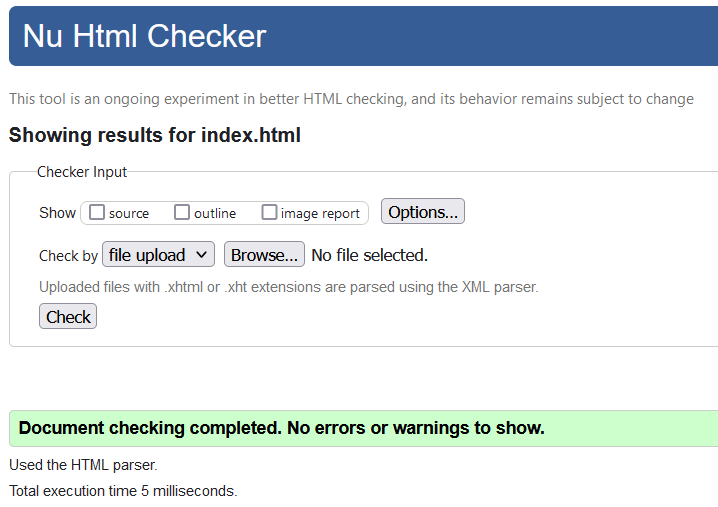 Nu Html Checker
This tool is an ongoing experiment in better HTML checking, and its behavior remains subject to change
Showing results for index.html
Checker Input
Show source outline image report Options...
Check by file upload Browse... No file selected.
Uploaded files with .xhtml or .xht extensions are parsed using the XML parser.
Check
Document checking completed. No errors or warnings to show.
Used the HTML parser.
Total execution time 5 milliseconds.